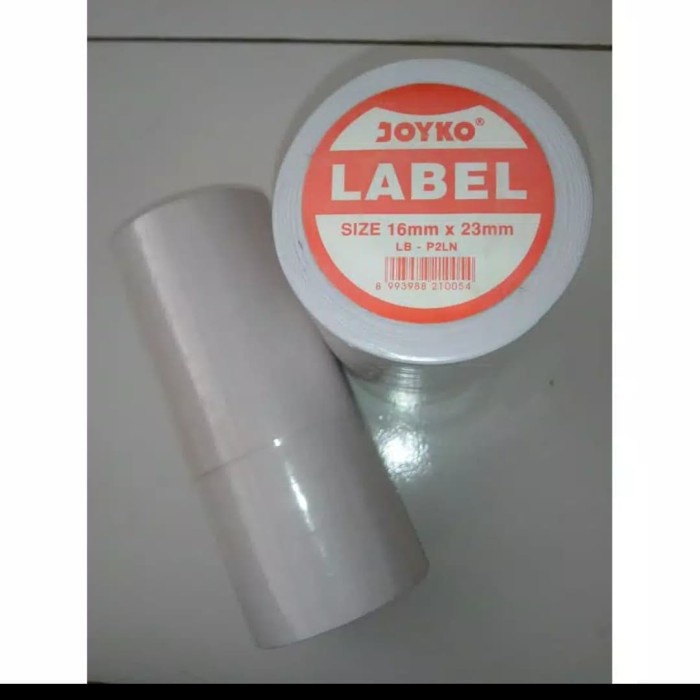 JOYKO®
LABEL
SIZE 16mm x 23mm
LB - P2LN
8 993988 210054